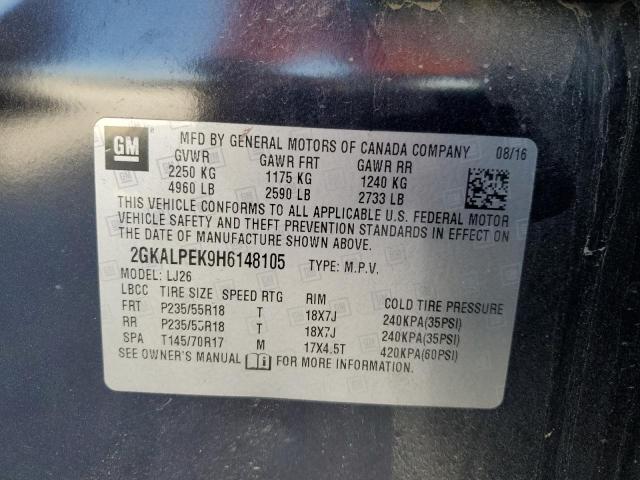 GM
MFD BY GENERAL MOTORS OF CANADA COMPANY 08/16
GVWR GAWR FRT GAWR RR
2250 KG 1175 KG 1240 KG
4960 LB 2590 LB 2733 LB
THIS VEHICLE CONFORMS TO ALL APPLICABLE U.S. FEDERAL MOTOR
VEHICLE SAFETY AND THEFT PREVENTION STANDARDS IN EFFECT ON
THE DATE OF MANUFACTURE SHOWN ABOVE.
2GKALPEK9H6148105 TYPE: M.P.V.
MODEL: LJ26
LBCC TIRE SIZE SPEED RTG RIM COLD TIRE PRESSURE
FRT P235/55R18 T 18X7J 240KPA(35PSI)
RR P235/55R18 T 18X7J 240KPA(35PSI)
SPA T145/70R17 M 17X4.5T 420KPA(60PSI)
SEE OWNER'S MANUAL FOR MORE INFORMATION.